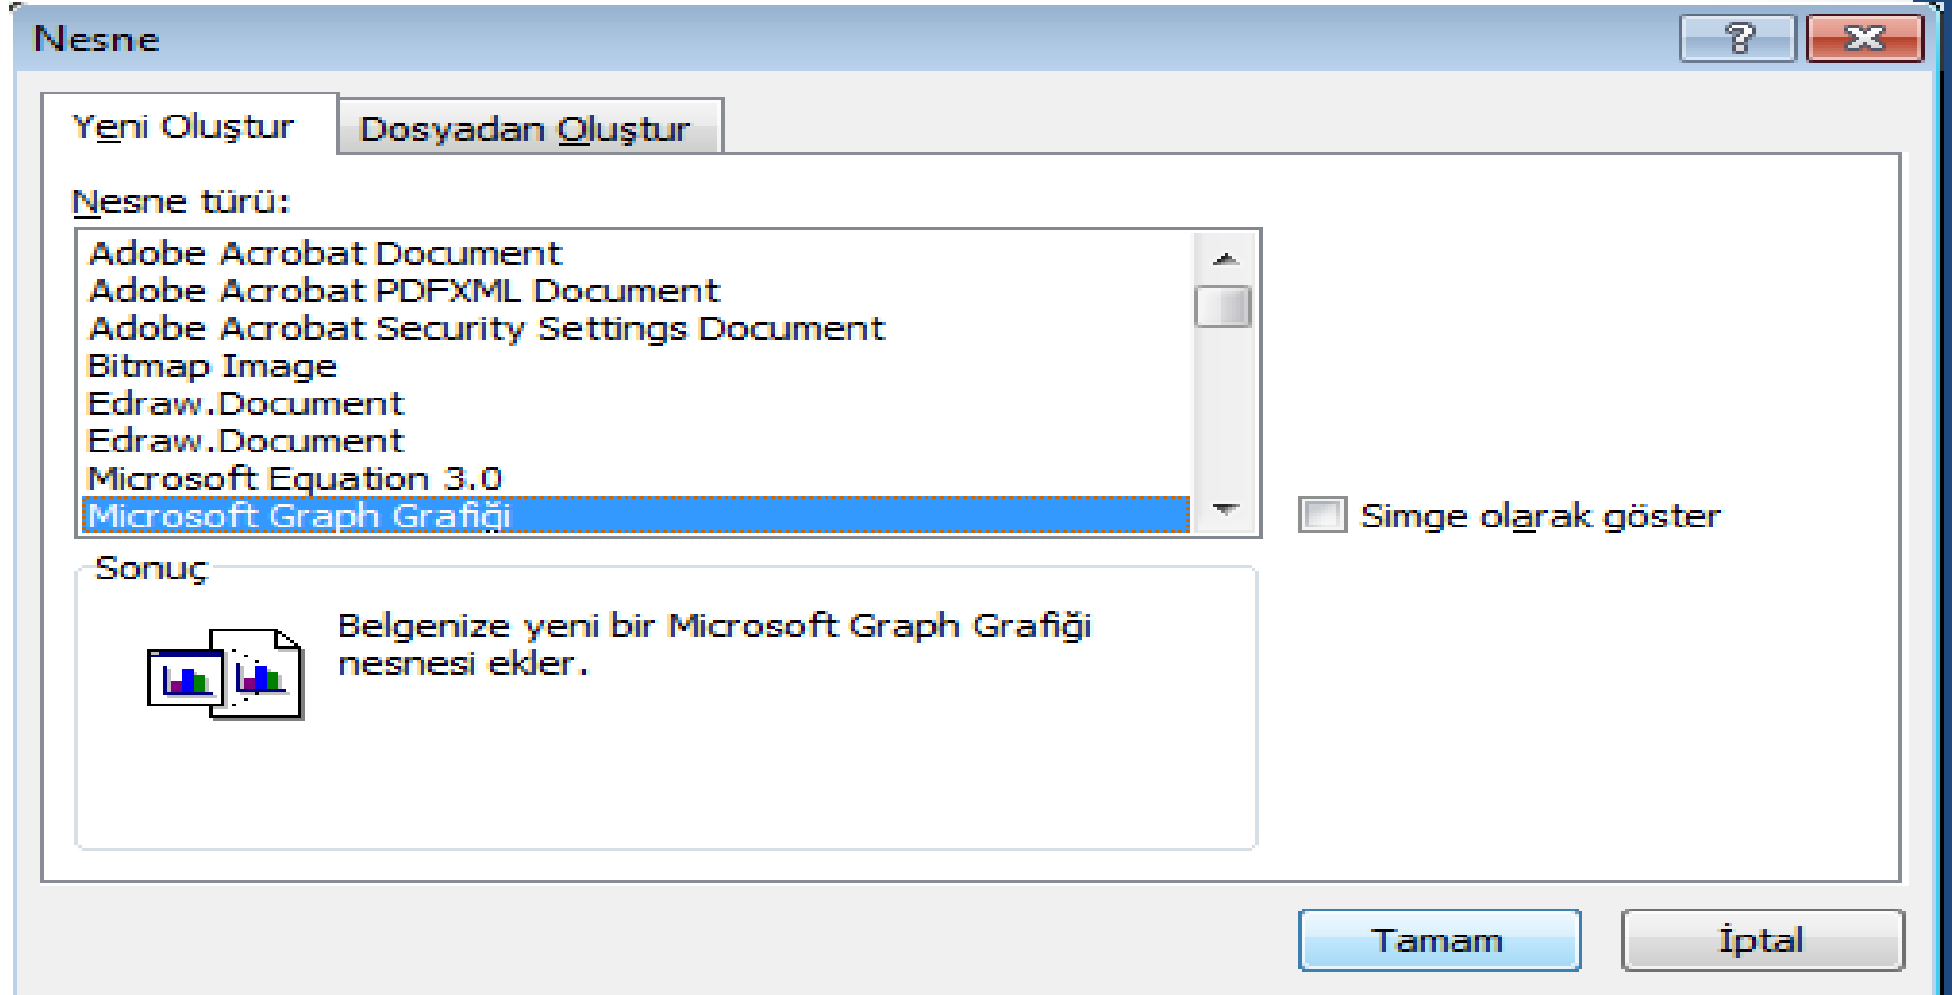 Nesne
Yeni Oluştur
Dosyadan Oluştur
Nesne türü:
Adobe Acrobat Document
Adobe Acrobat PDFXML Document
Adobe Acrobat Security Settings Document
Bitmap Image
Edraw.Document
Edraw.Document
Microsoft Equation 3.0
Microsoft Graph Grafiği
Simge olarak göster
Sonuç
Belgenize yeni bir Microsoft Graph Grafiği
nesnesi ekler.
Tamam
İptal